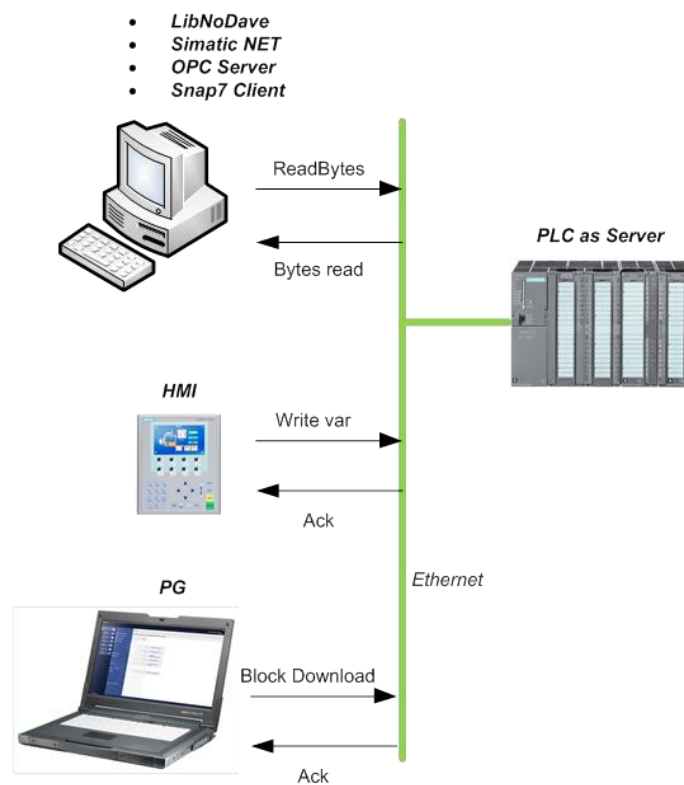 LibNoDave
Simatic NET
OPC Server
Snap7 Client
ReadBytes
Bytes read
PLC as Server
HMI
Write var
Ack
Ethernet
PG
Block Download
Ack